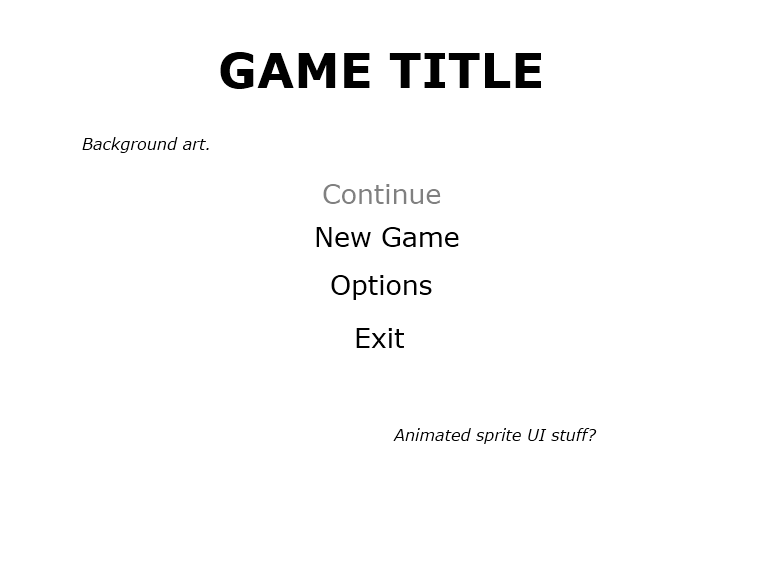 GAME TITLE
Background art.
Continue
New Game
Options
Exit
Animated sprite UI stuff?